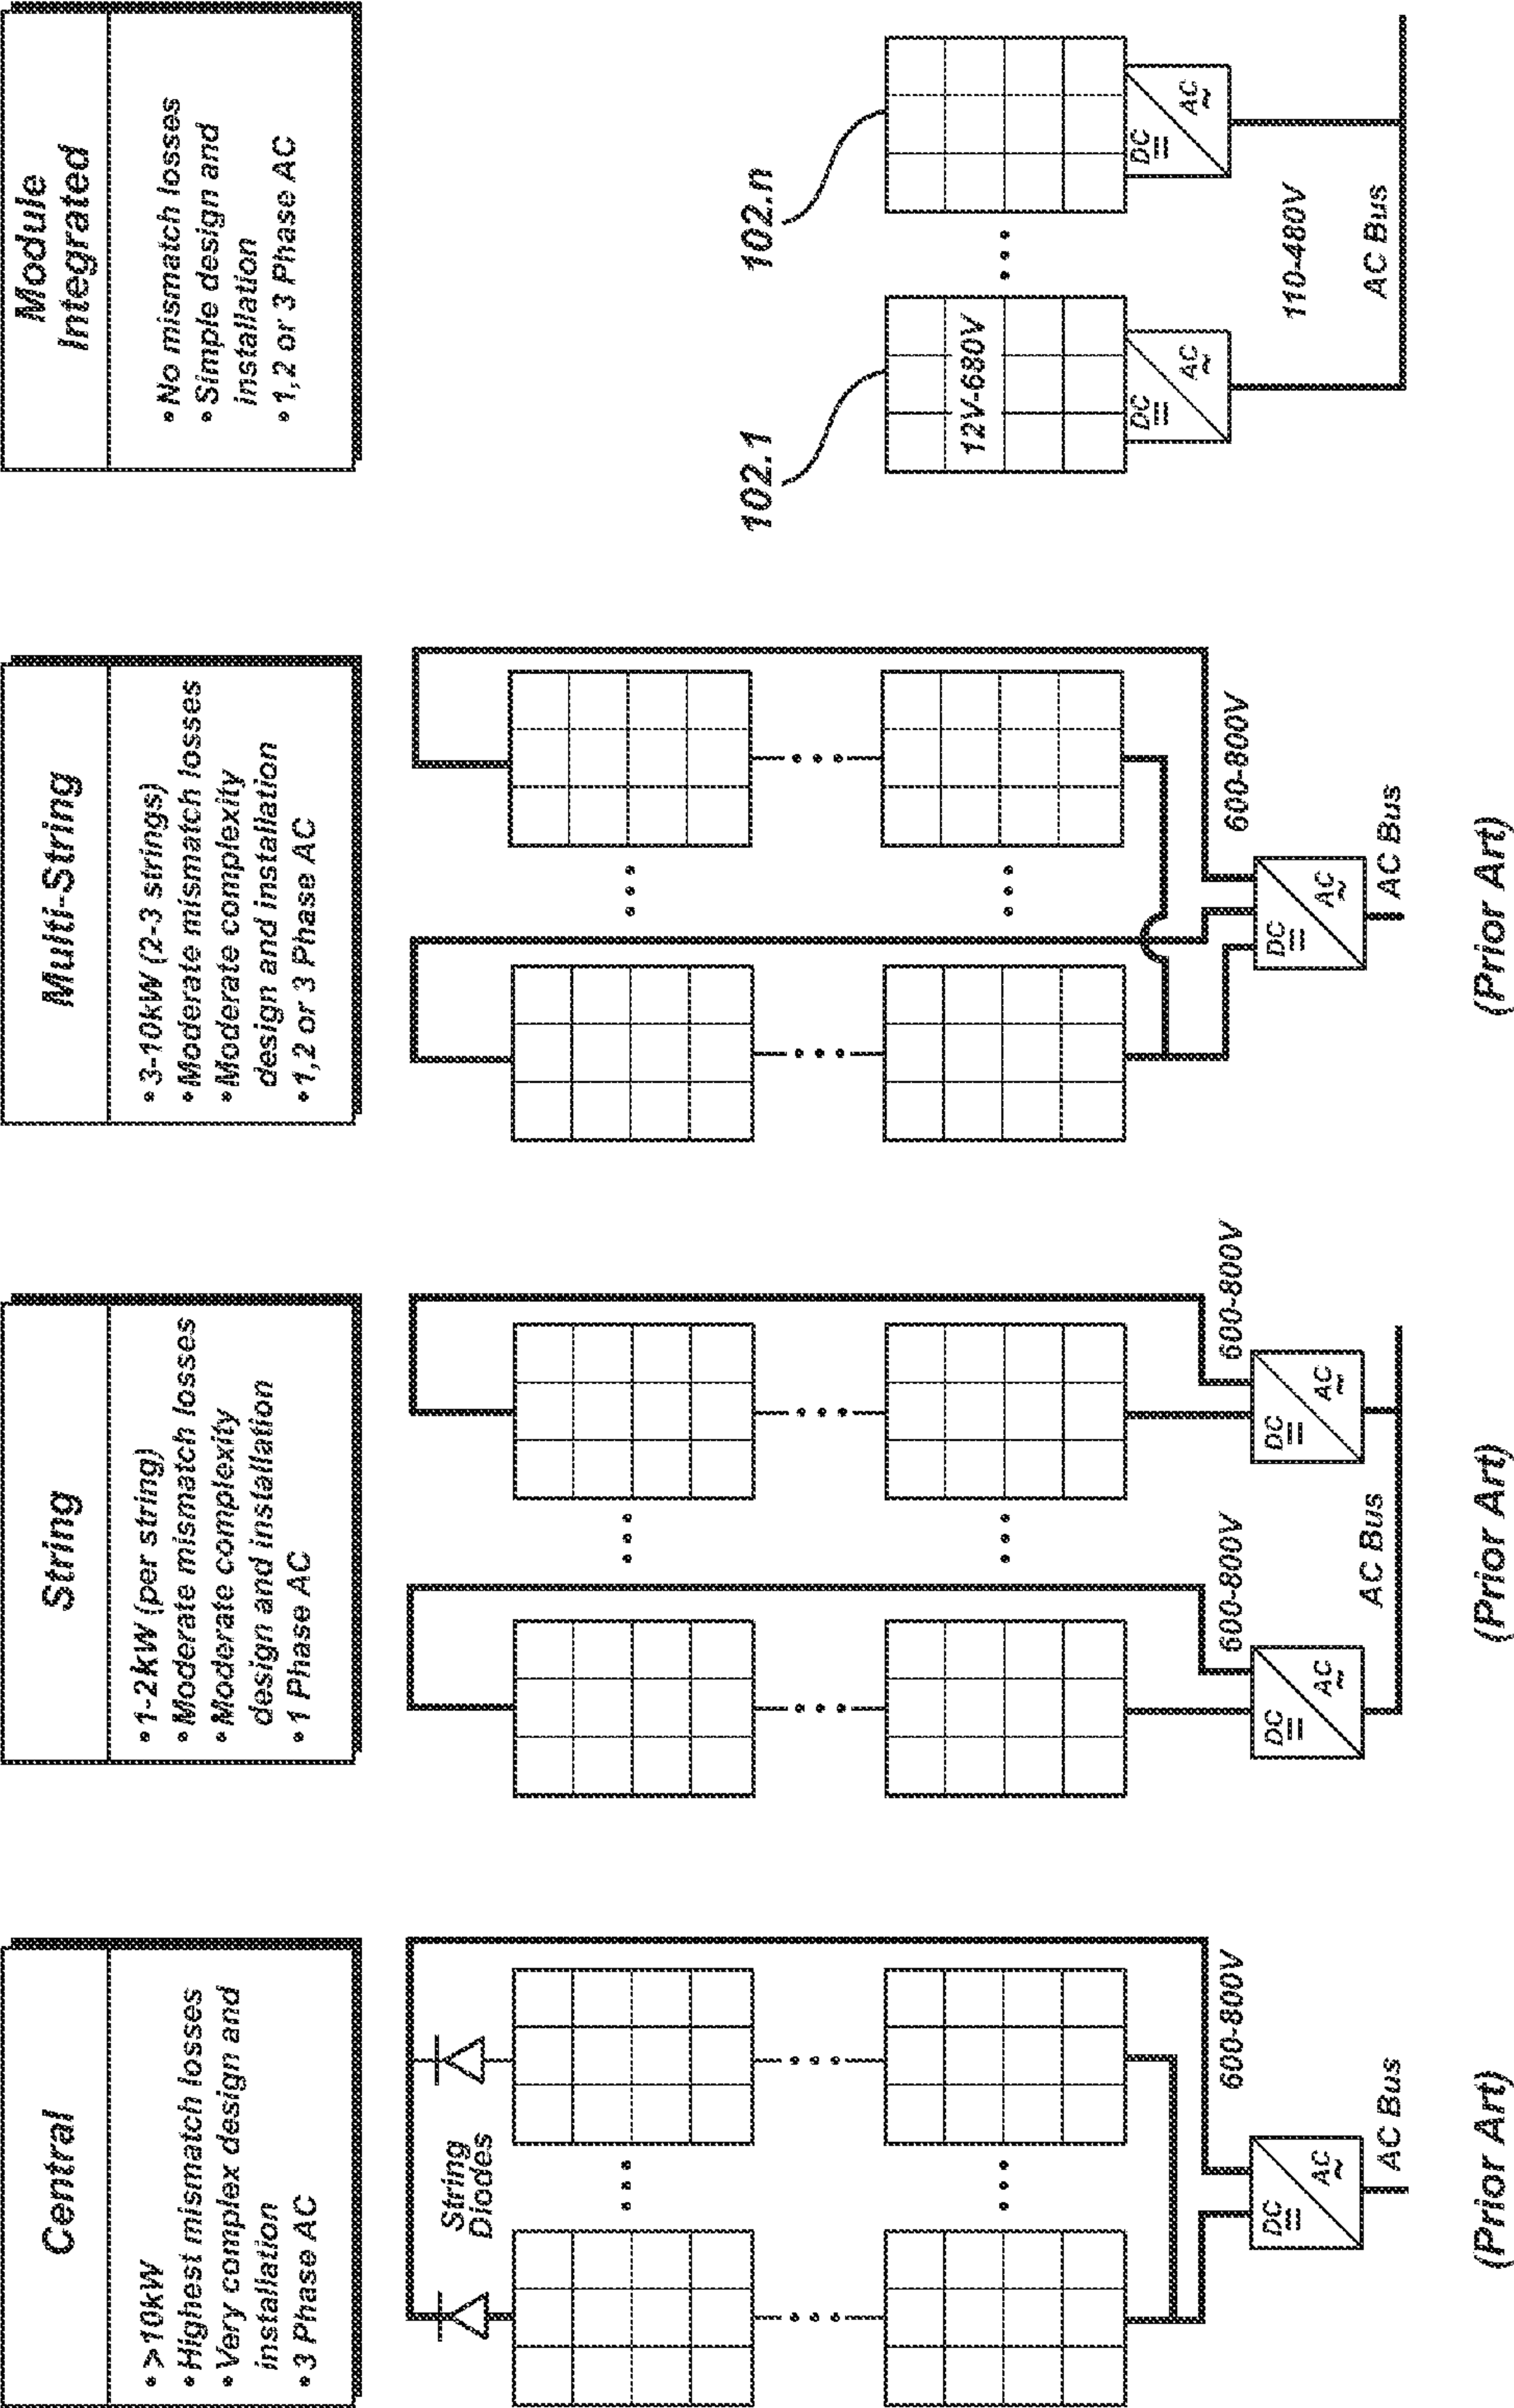 Central
• >10kW
• Highest mismatch losses
• Very complex design and
installation
• 3 Phase AC
String
Diodes
600-800V
DC
AC
AC Bus
(Prior Art)
String
• 1-2kW (per string)
• Moderate mismatch losses
• Moderate complexity
design and installation
• 1 Phase AC
600-800V
600-800V
DC
AC
DC
AC
AC Bus
(Prior Art)
Multi-String
• 3-10kW (2-3 strings)
• Moderate mismatch losses
• Moderate complexity
design and installation
• 1,2 or 3 Phase AC
600-800V
DC
AC
AC Bus
(Prior Art)
Module
Integrated
• No mismatch losses
• Simple design and
installation
• 1,2 or 3 Phase AC
102.1
102.n
12V-680V
DC
AC
DC
AC
110-480V
AC Bus